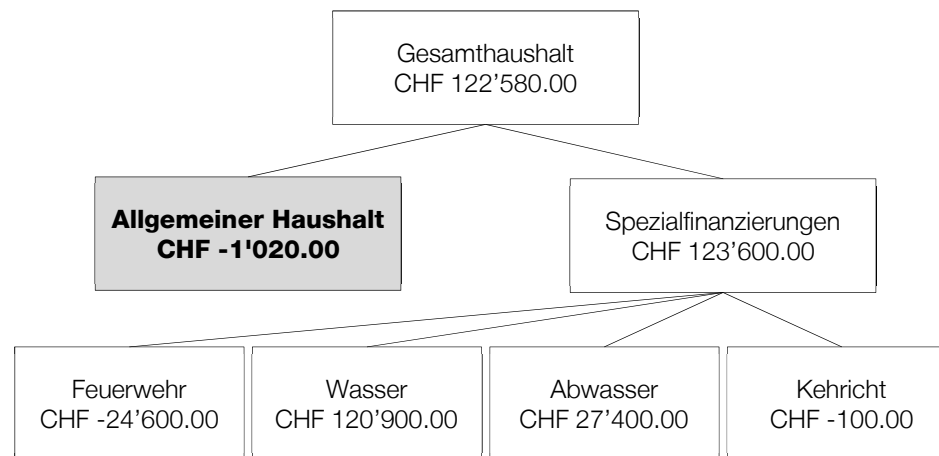 Gesamthaushalt
CHF 122’580.00
Allgemeiner Haushalt
CHF -1'020.00
Spezialfinanzierungen
CHF 123’600.00
Feuerwehr
CHF -24’600.00
Wasser
CHF 120’900.00
Abwasser
CHF 27’400.00
Kehricht
CHF -100.00